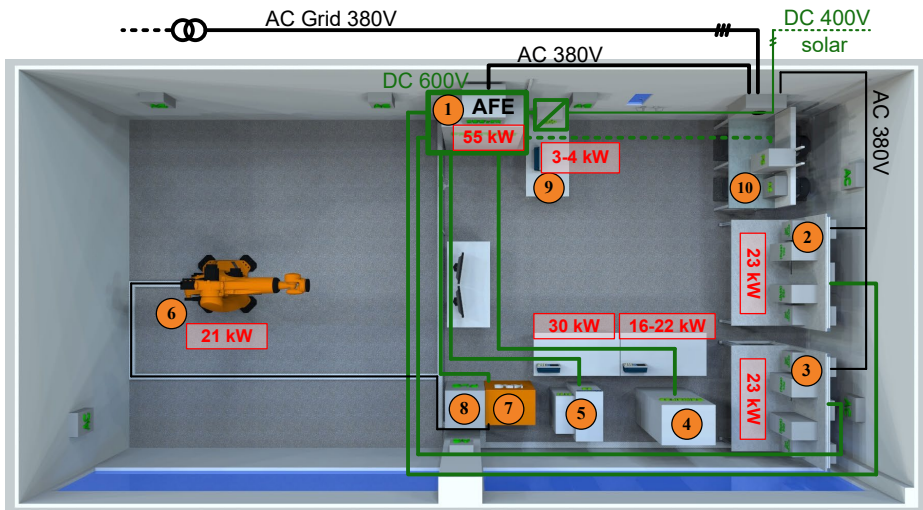 AC Grid 380V
DC 400V
solar
AC 380V
DC 600V
1
AFE
55 kW
3-4 kW
9
10
AC 380V
2
23 kW
6
21 kW
30 kW
16-22 kW
3
23 kW
8
7
5
4
AC